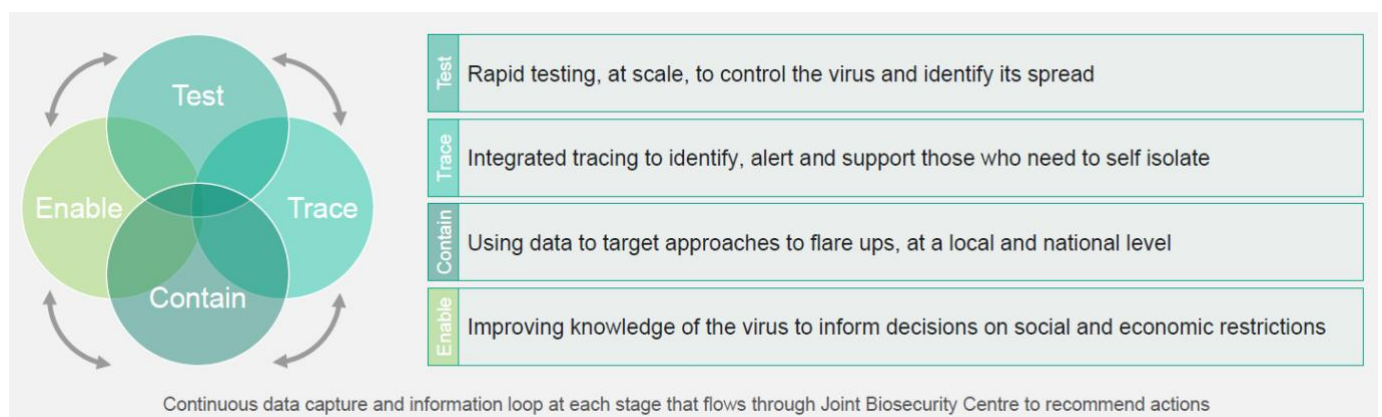 Test
Enable
Trace
Contain
Test
Rapid testing, at scale, to control the virus and identify its spread
Trace
Integrated tracing to identify, alert and support those who need to self isolate
Contain
Using data to target approaches to flare ups, at a local and national level
Enable
Improving knowledge of the virus to inform decisions on social and economic restrictions
Continuous data capture and information loop at each stage that flows through Joint Biosecurity Centre to recommend actions